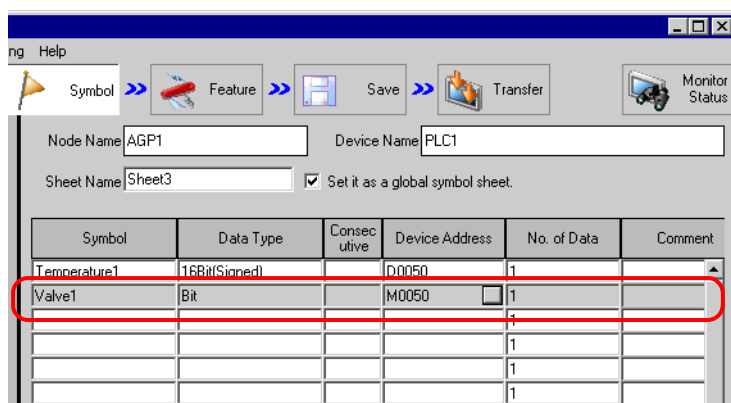 ng Help
Symbol Feature Save Transfer Monitor Status
Node Name AGP1 Device Name PLC1
Sheet Name Sheet3 Set it as a global symbol sheet.
Symbol Data Type Consec utive Device Address No. of Data Comment
Temperature1 16Bit(Signed) D0050 1
Valve1 Bit M0050 1
1
1
1
1